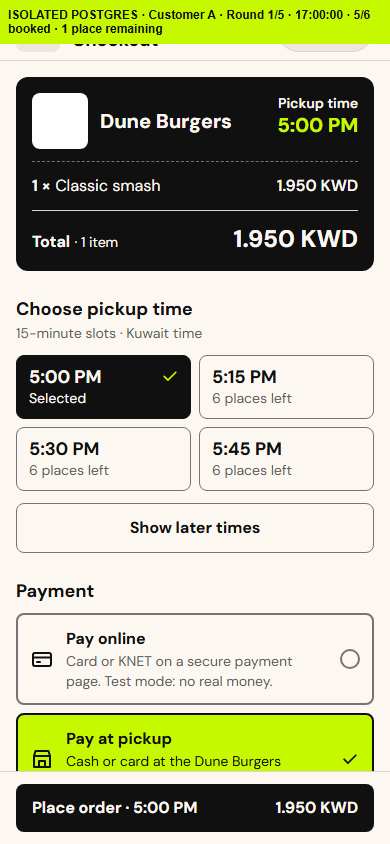 ISOLATED POSTGRES · Customer A · Round 1/5 · 17:00:00 · 5/6
booked · 1 place remaining
Checkout
Dune Burgers
Pickup time
5:00 PM
1 × Classic smash
1.950 KWD
Total · 1 item
1.950 KWD
Choose pickup time
15-minute slots · Kuwait time
5:00 PM
Selected
5:15 PM
6 places left
5:30 PM
6 places left
5:45 PM
6 places left
Show later times
Payment
Pay online
Card or KNET on a secure payment
page. Test mode: no real money.
Pay at pickup
Cash or card at the Dune Burgers
Place order · 5:00 PM
1.950 KWD